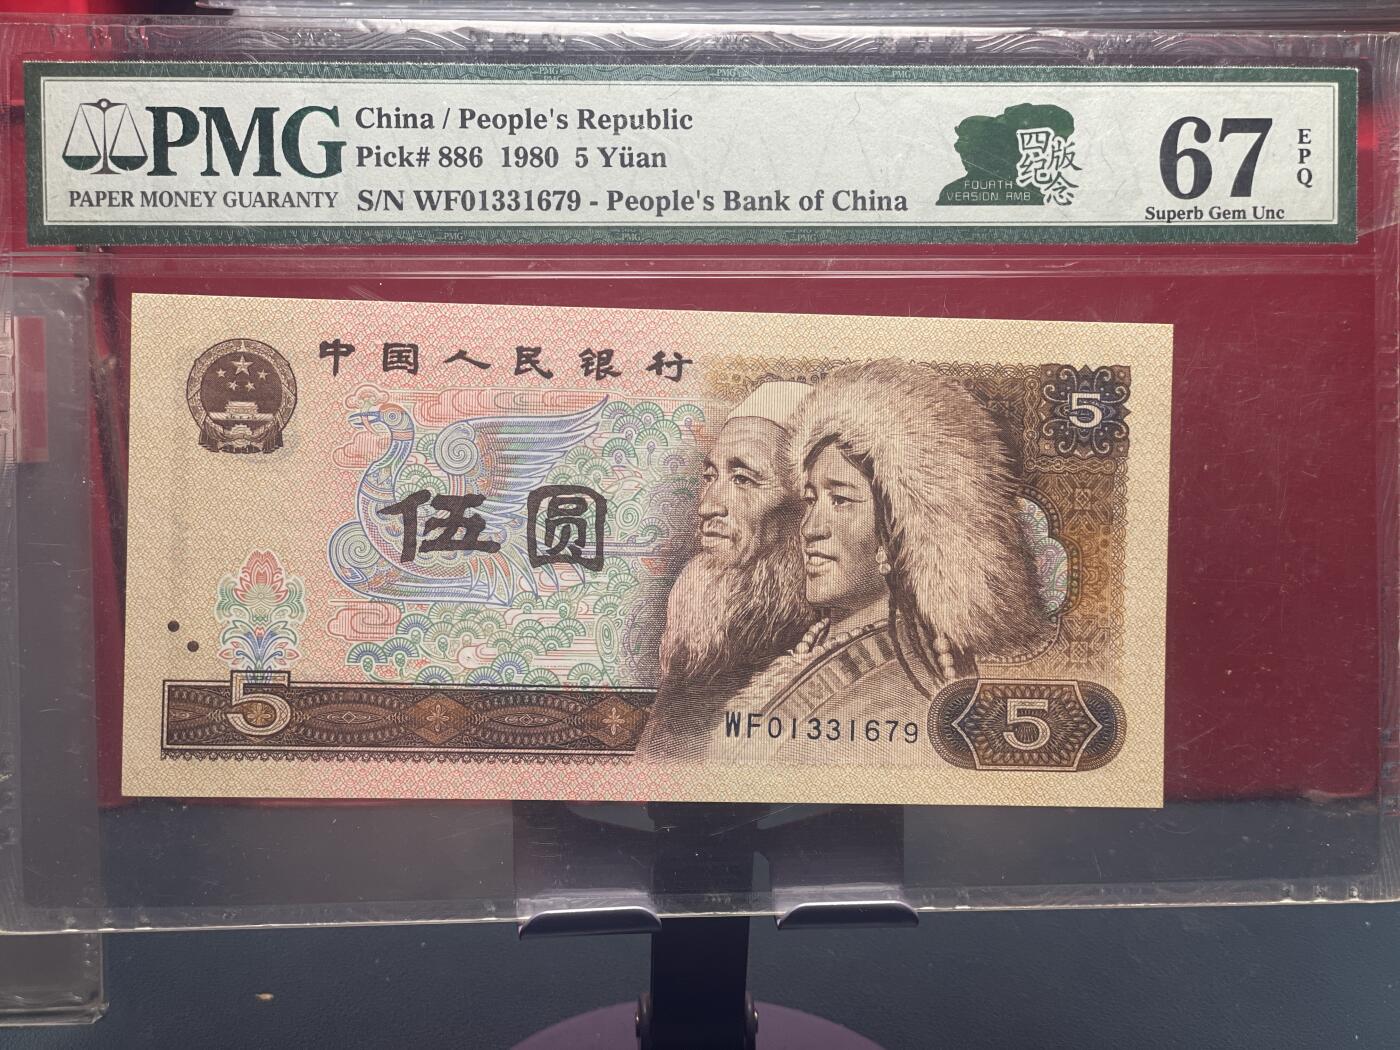 PMG
PAPER MONEY GUARANTY
China / People's Republic
Pick# 886 1980 5 Yüan
S/N WF01331679 - People's Bank of China
四版
纪念
FOURTH
VERSION RMB
67
EPQ
Superb Gem Unc
中国人民银行
5
伍圆
5
WF01331679
5